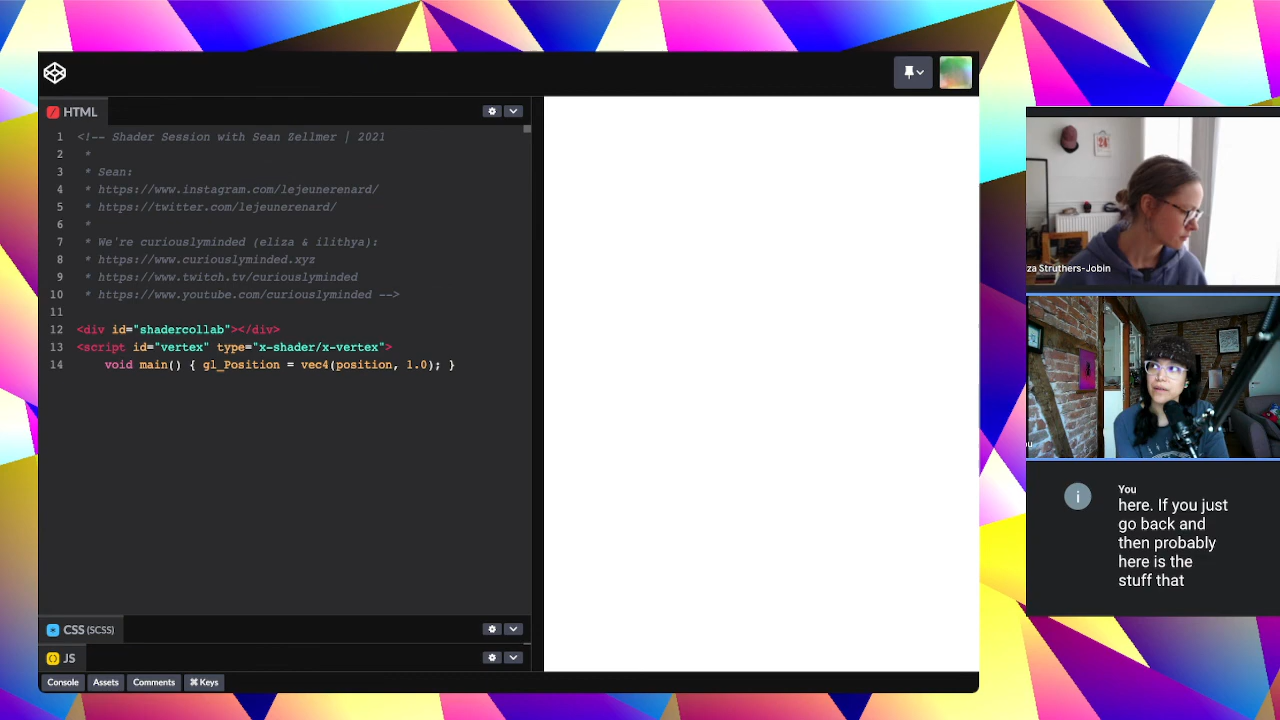 HTML
1 <!-- Shader Session with Sean Zellmer | 2021
2 *
3 * Sean:
4 * https://www.instagram.com/lejeunerenard/
5 * https://twitter.com/lejeunerenard/
6 *
7 * We're curiouslyminded (eliza & ilithya):
8 * https://www.curiouslyminded.xyz
9 * https://www.twitch.tv/curiouslyminded
10 * https://www.youtube.com/curiouslyminded -->
11
12 <div id="shadercollab"></div>
13 <script id="vertex" type="x-shader/x-vertex">
14 void main() { gl_Position = vec4(position, 1.0); }
CSS (SCSS)
JS
Console Assets Comments ⌘ Keys
24
za Struthers-Jobin
ou
You
here. If you just
go back and
then probably
here is the
stuff that